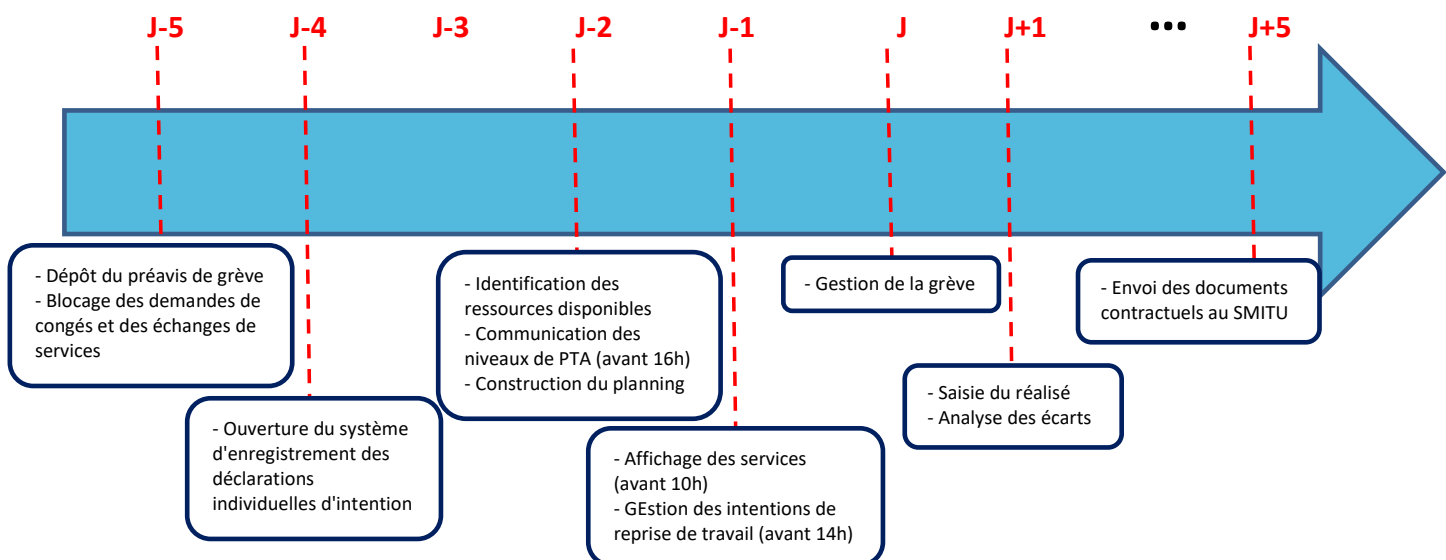 J-5 J-4 J-3 J-2 J-1 J J+1 ... J+5
- Dépôt du préavis de grève
- Blocage des demandes de
congés et des échanges de
services
- Ouverture du système
d'enregistrement des
déclarations
individuelles d'intention
- Identification des
ressources disponibles
- Communication des
niveaux de PTA (avant 16h)
- Construction du planning
- Affichage des services
(avant 10h)
- GEstion des intentions de
reprise de travail (avant 14h)
- Gestion de la grève
- Saisie du réalisé
- Analyse des écarts
- Envoi des documents
contractuels au SMITU